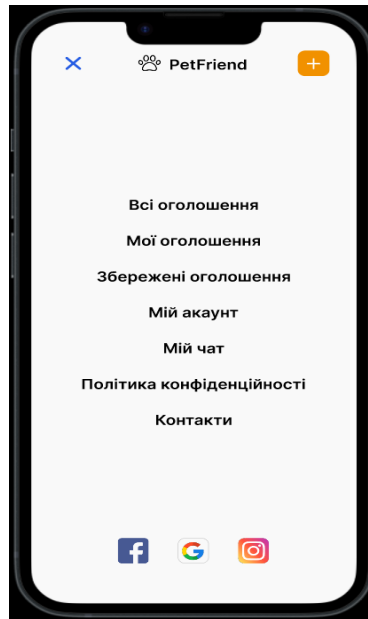 PetFriend
Всі оголошення
Мої оголошення
Збережені оголошення
Мій акаунт
Мій чат
Політика конфіденційності
Контакти